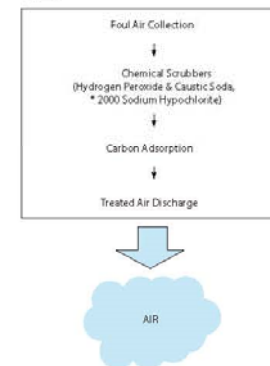 Foul Air Collection
Chemical Scrubbers
(Hydrogen Peroxide & Caustic Soda,
* 2000 Sodium Hypochlorite)
Carbon Adsorption
Treated Air Discharge
AIR